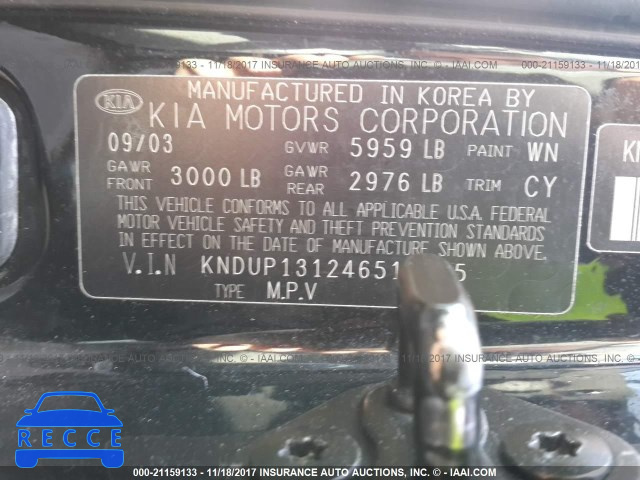 000-21159133 - 11/18/2017 INSURANCE AUTO AUCTIONS - © IAAI.COM
KIA
MANUFACTURED IN KOREA BY
KIA MOTORS CORPORATION
09/03 GVWR 5959 LB PAINT WN
GAWR FRONT 3000 LB GAWR REAR 2976 LB TRIM CY
THIS VEHICLE CONFORMS TO ALL APPLICABLE U.S.A. FEDERAL
MOTOR VEHICLE SAFETY AND THEFT PREVENTION STANDARDS
IN EFFECT ON THE DATE OF MANUFACTURE SHOWN ABOVE.
V.I.N KNDUP13124651 5
TYPE M.P.V
RECCE
000-21159133 - 11/18/2017 INSURANCE AUTO AUCTIONS - © IAAI.COM